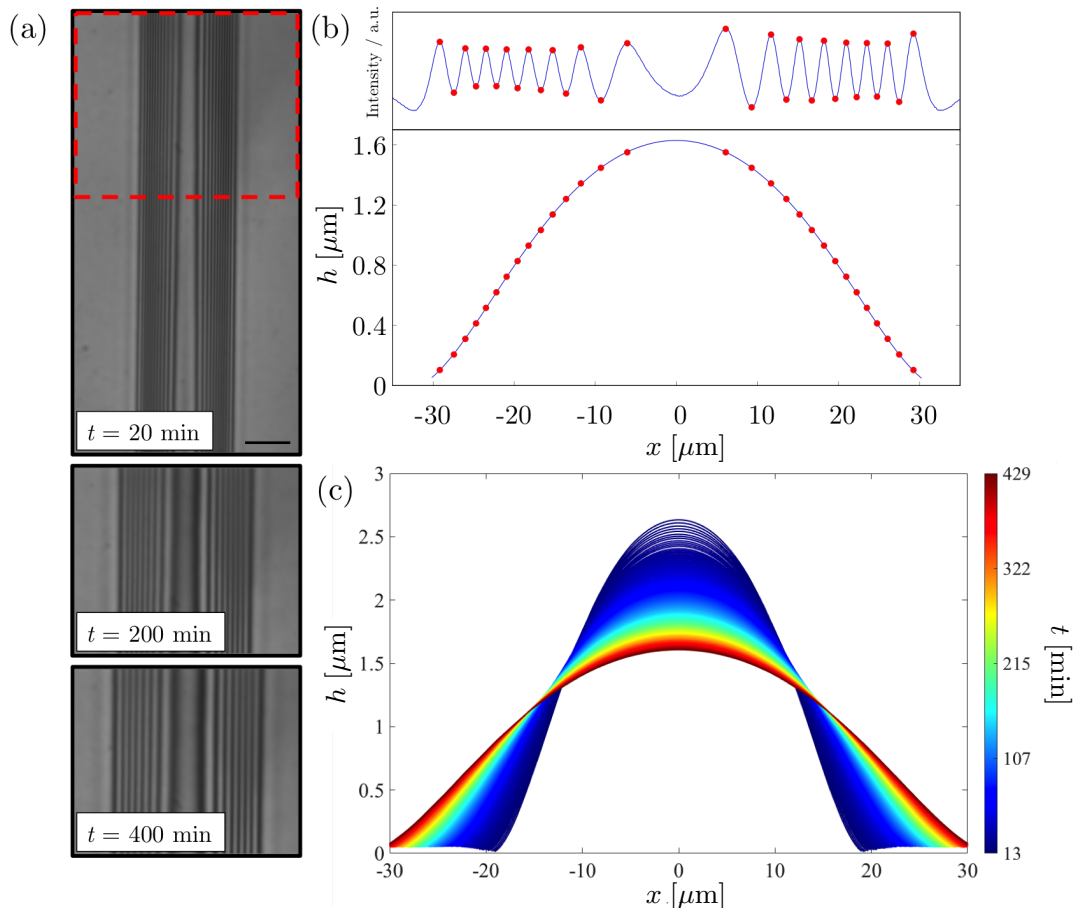 (a)
t = 20 min
t = 200 min
t = 400 min
(b)
Intensity / a.u.
1.6
1.2
0.8
0.4
0
h [μm]
-30 -20 -10 0 10 20 30
x [μm]
(c)
3
2.5
2
1.5
1
0.5
0
h [μm]
-30 -20 -10 0 10 20 30
x [μm]
429
322
215
107
13
t [min]